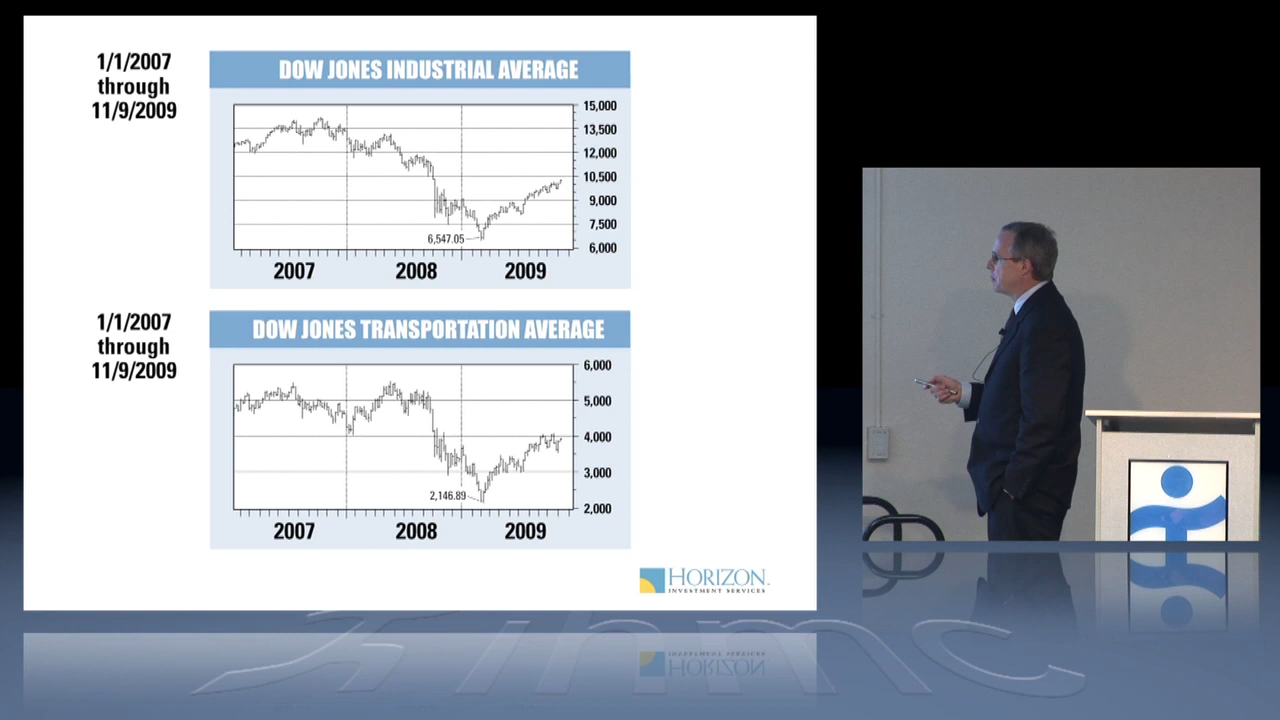 1/1/2007
through
11/9/2009
DOW JONES INDUSTRIAL AVERAGE
15,000
13,500
12,000
10,500
9,000
7,500
6,000
6,547.05
2007 2008 2009
1/1/2007
through
11/9/2009
DOW JONES TRANSPORTATION AVERAGE
6,000
5,000
4,000
3,000
2,000
2,146.89
2007 2008 2009
HORIZON™
INVESTMENT SERVICES
ihmc